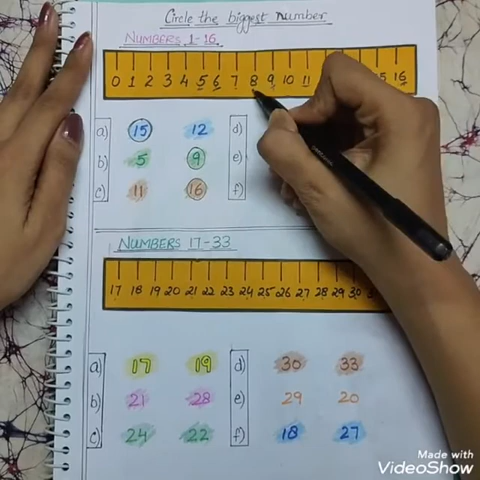 Circle the biggest number
NUMBERS 1-16
0 1 2 3 4 5 6 7 8 9 10 11 16
a) 15 12 d)
b) 5 9 e)
c) 11 16 f)
NUMBERS 17-33
17 18 19 20 21 22 23 24 25 26 27 28 29 30
a) 17 19 d) 30 33
b) 21 28 e) 29 20
c) 24 22 f) 18 27
Made with
VideoShow